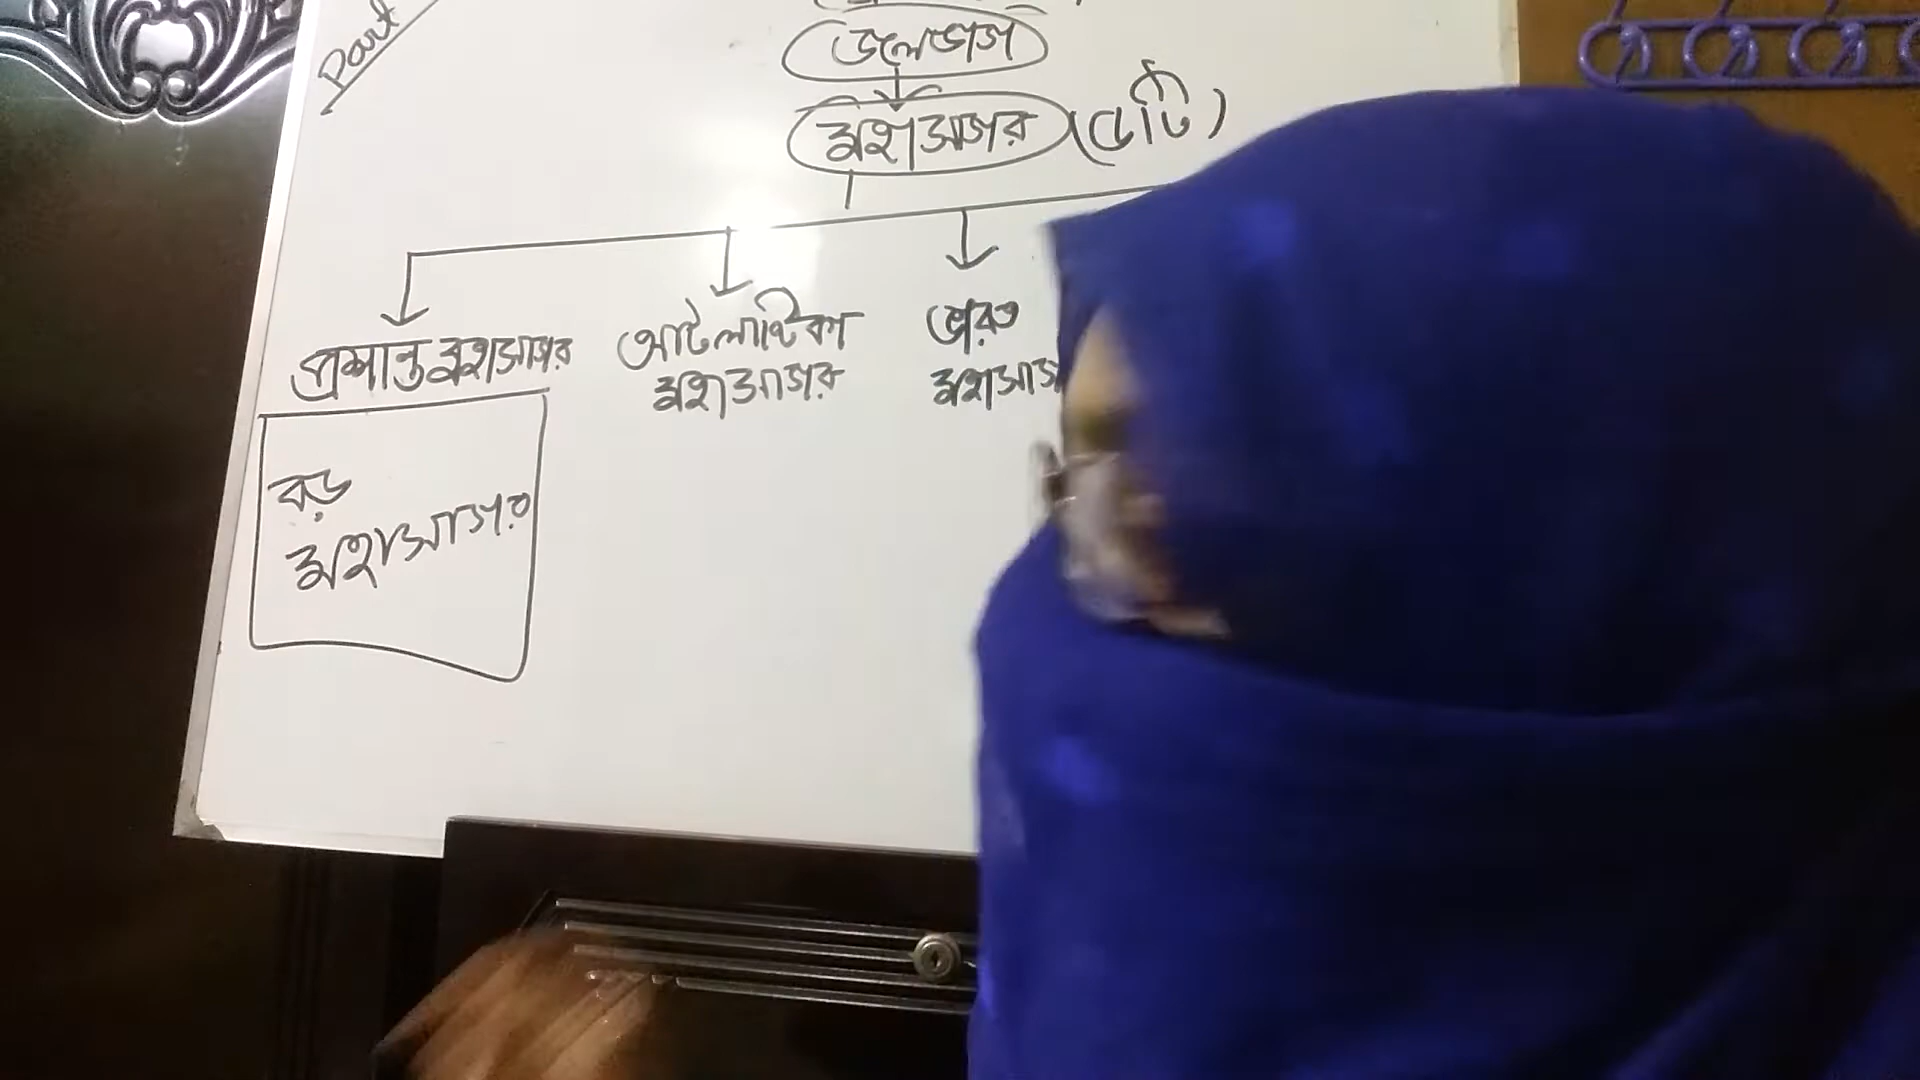 Part
জলভাগ
মহাসাগর (৫টি)
প্রশান্ত মহাসাগর
আটলান্টিকা
মহাসাগর
ভারত
বড়
মহাসাগর